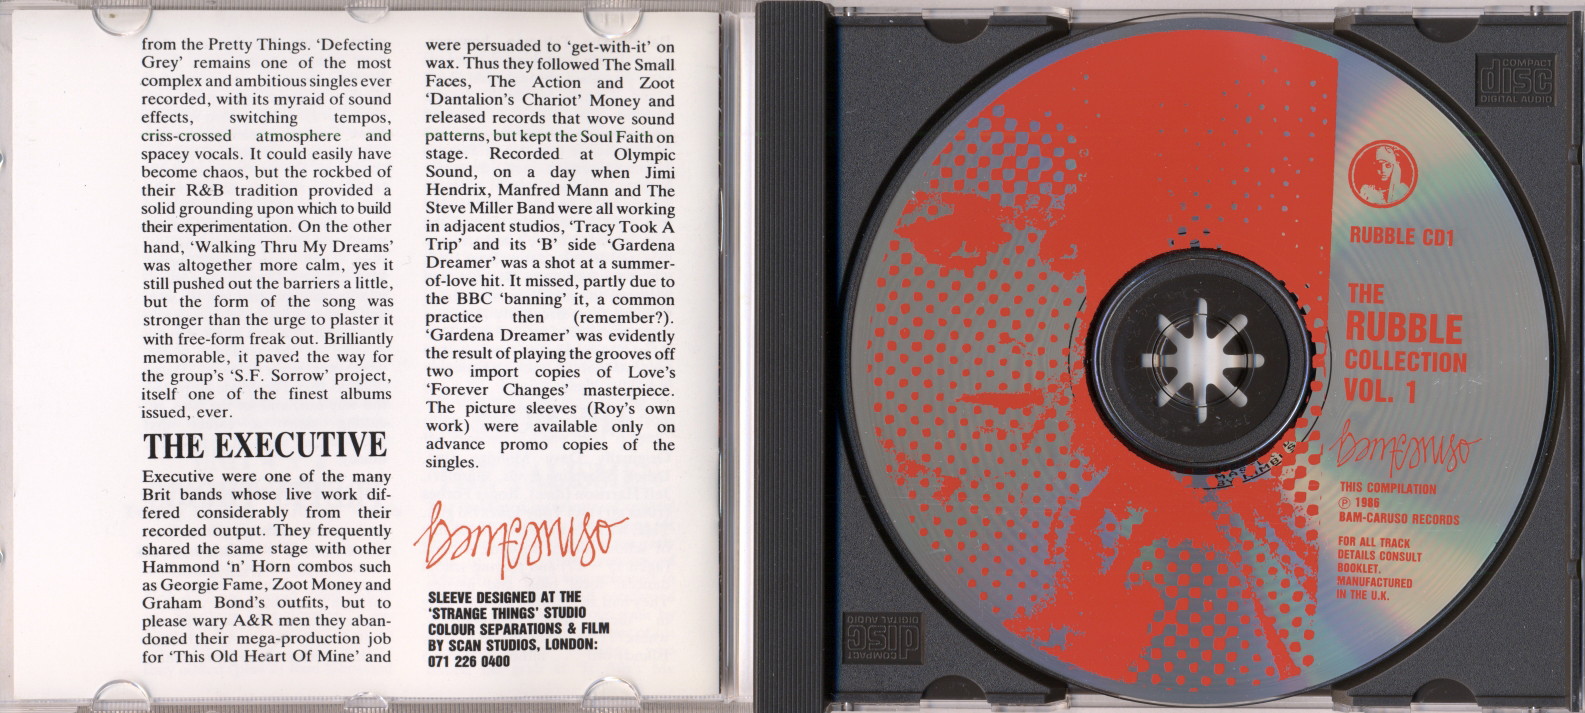 from the Pretty Things. ‘Defecting
Grey’ remains one of the most
complex and ambitious singles ever
recorded, with its myraid of sound
effects, switching tempos,
criss-crossed atmosphere and
spacey vocals. It could easily have
become chaos, but the rockbed of
their R&B tradition provided a
solid grounding upon which to build
their experimentation. On the other
hand, ‘Walking Thru My Dreams’
was altogether more calm, yes it
still pushed out the barriers a little,
but the form of the song was
stronger than the urge to plaster it
with free-form freak out. Brilliantly
memorable, it paved the way for
the group’s ‘S.F. Sorrow’ project,
itself one of the finest albums
issued, ever.
THE EXECUTIVE
Executive were one of the many
Brit bands whose live work dif-
fered considerably from their
recorded output. They frequently
shared the same stage with other
Hammond ‘n’ Horn combos such
as Georgie Fame, Zoot Money and
Graham Bond’s outfits, but to
please wary A&R men they aban-
doned their mega-production job
for ‘This Old Heart Of Mine’ and
were persuaded to ‘get-with-it’ on
wax. Thus they followed The Small
Faces, The Action and Zoot
‘Dantalion’s Chariot’ Money and
released records that wove sound
patterns, but kept the Soul Faith on
stage. Recorded at Olympic
Sound, on a day when Jimi
Hendrix, Manfred Mann and The
Steve Miller Band were all working
in adjacent studios, ‘Tracy Took A
Trip’ and its ‘B’ side ‘Gardena
Dreamer’ was a shot at a summer-
of-love hit. It missed, partly due to
the BBC ‘banning’ it, a common
practice then (remember?).
‘Gardena Dreamer’ was evidently
the result of playing the grooves off
two import copies of Love’s
‘Forever Changes’ masterpiece.
The picture sleeves (Roy’s own
work) were available only on
advance promo copies of the
singles.
bamcaruso
SLEEVE DESIGNED AT THE
‘STRANGE THINGS’ STUDIO
COLOUR SEPARATIONS & FILM
BY SCAN STUDIOS, LONDON:
071 226 0400
COMPACT
disc
DIGITAL AUDIO
RUBBLE CD1
THE
RUBBLE
COLLECTION
VOL. 1
bamcaruso
THIS COMPILATION
℗ 1986
BAM-CARUSO RECORDS
FOR ALL TRACK
DETAILS CONSULT
BOOKLET.
MANUFACTURED
IN THE U.K.
COMPACT
disc
DIGITAL AUDIO